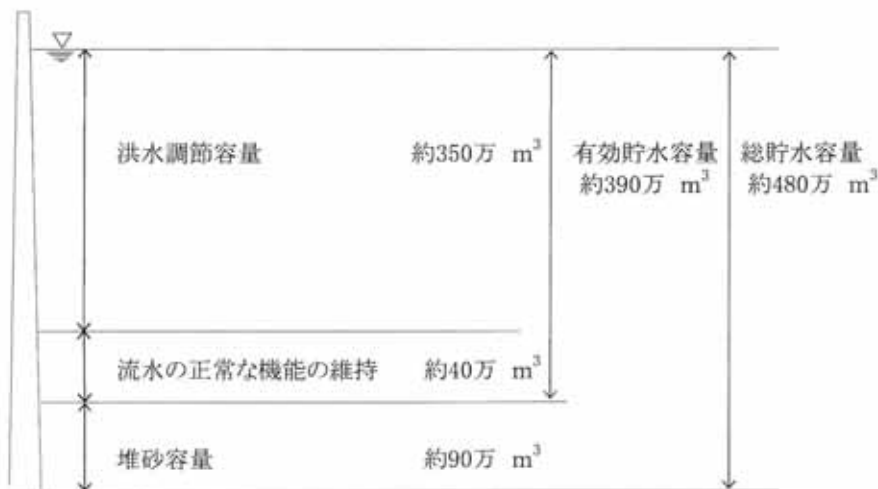 洪水調節容量 約350万 m³
有効貯水容量
約390万 m³
総貯水容量
約480万 m³
流水の正常な機能の維持 約40万 m³
堆砂容量 約90万 m³